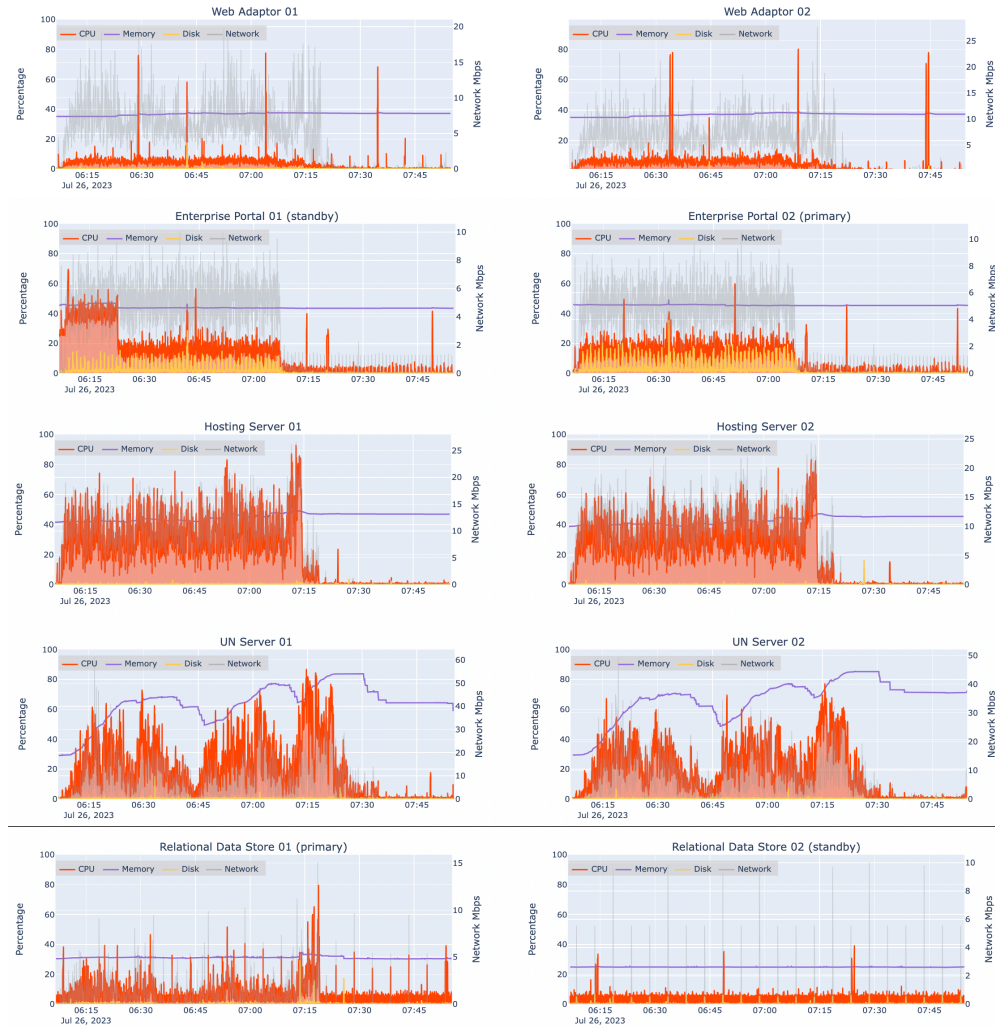 Web Adaptor 01
CPU Memory Disk Network
100
80
60
40
20
20
15
10
5
0
Percentage
Network Mbps
06:15 06:30 06:45 07:00 07:15 07:30 07:45
Jul 26, 2023
Web Adaptor 02
CPU Memory Disk Network
100
80
60
40
20
25
20
15
10
5
Percentage
Network Mbps
06:15 06:30 06:45 07:00 07:15 07:30 07:45
Jul 26, 2023
Enterprise Portal 01 (standby)
CPU Memory Disk Network
100
80
60
40
20
0
10
8
6
4
2
0
Percentage
Network Mbps
06:15 06:30 06:45 07:00 07:15 07:30 07:45
Jul 26, 2023
Enterprise Portal 02 (primary)
CPU Memory Disk Network
100
80
60
40
20
0
10
8
6
4
2
0
Percentage
Network Mbps
06:15 06:30 06:45 07:00 07:15 07:30 07:45
Jul 26, 2023
Hosting Server 01
CPU Memory Disk Network
100
80
60
40
20
0
25
20
15
10
5
0
Percentage
Network Mbps
06:15 06:30 06:45 07:00 07:15 07:30 07:45
Jul 26, 2023
Hosting Server 02
CPU Memory Disk Network
100
80
60
40
20
0
25
20
15
10
5
0
Percentage
Network Mbps
06:15 06:30 06:45 07:00 07:15 07:30 07:45
Jul 26, 2023
UN Server 01
CPU Memory Disk Network
100
80
60
40
20
0
60
50
40
30
20
10
0
Percentage
Network Mbps
06:15 06:30 06:45 07:00 07:15 07:30 07:45
Jul 26, 2023
UN Server 02
CPU Memory Disk Network
100
80
60
40
20
0
50
40
30
20
10
0
Percentage
Network Mbps
06:15 06:30 06:45 07:00 07:15 07:30 07:45
Jul 26, 2023
Relational Data Store 01 (primary)
CPU Memory Disk Network
100
80
60
40
20
0
15
10
5
0
Percentage
Network Mbps
06:15 06:30 06:45 07:00 07:15 07:30 07:45
Jul 26, 2023
Relational Data Store 02 (standby)
CPU Memory Disk Network
100
80
60
40
20
0
10
8
6
4
2
0
Percentage
Network Mbps
06:15 06:30 06:45 07:00 07:15 07:30 07:45
Jul 26, 2023